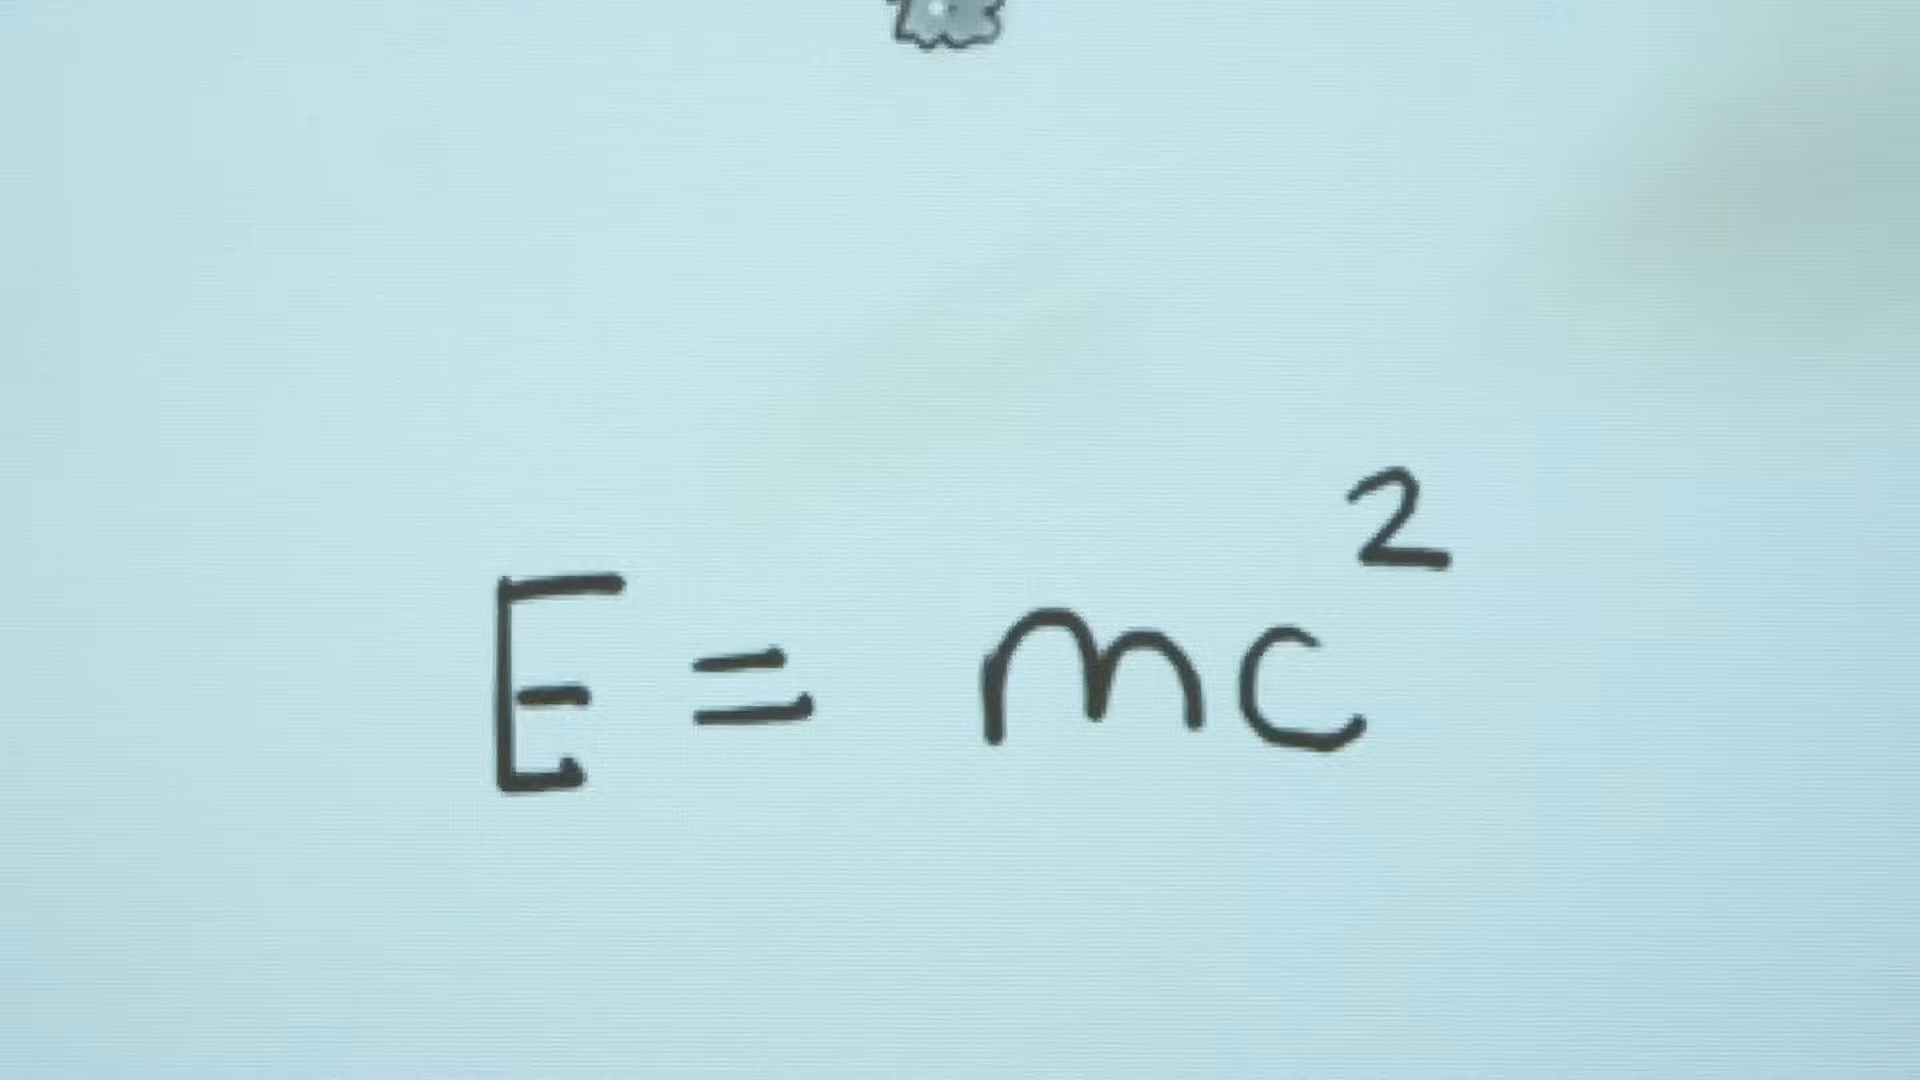 E = mc²